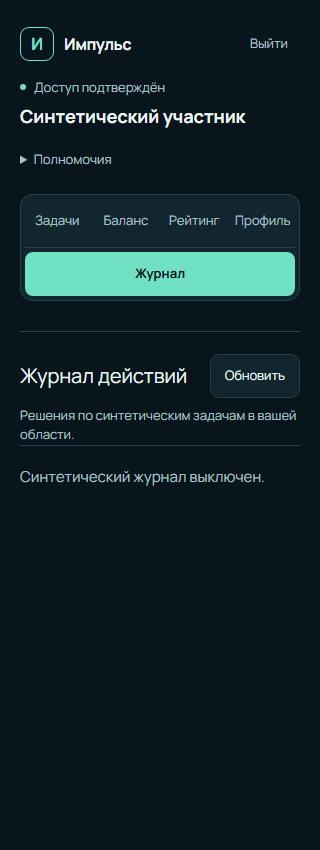 И Импульс Выйти
Доступ подтверждён
Синтетический участник
Полномочия
Задачи Баланс Рейтинг Профиль
Журнал
Журнал действий Обновить
Решения по синтетическим задачам в вашей
области.
Синтетический журнал выключен.